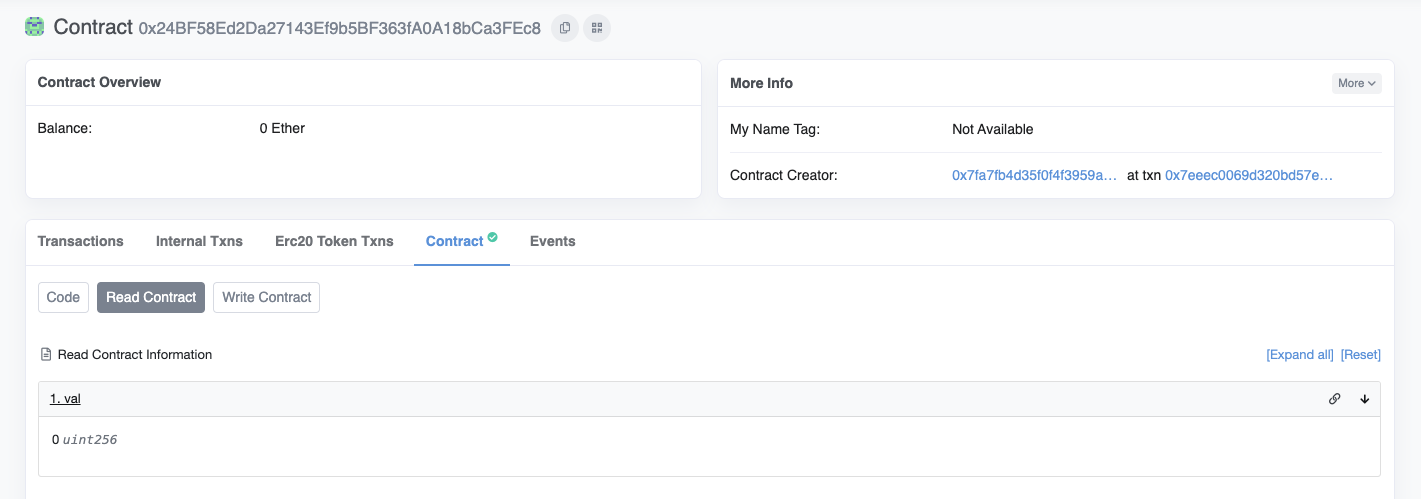 Contract 0x24BF58Ed2Da27143Ef9b5BF363fA0A18bCa3FEc8
Contract Overview
Balance: 0 Ether
More Info More
My Name Tag: Not Available
Contract Creator: 0x7fa7fb4d35f0f4f3959a... at txn 0x7eeec0069d320bd57e...
Transactions Internal Txns Erc20 Token Txns Contract Events
Code Read Contract Write Contract
Read Contract Information [Expand all] [Reset]
1. val
0 uint256